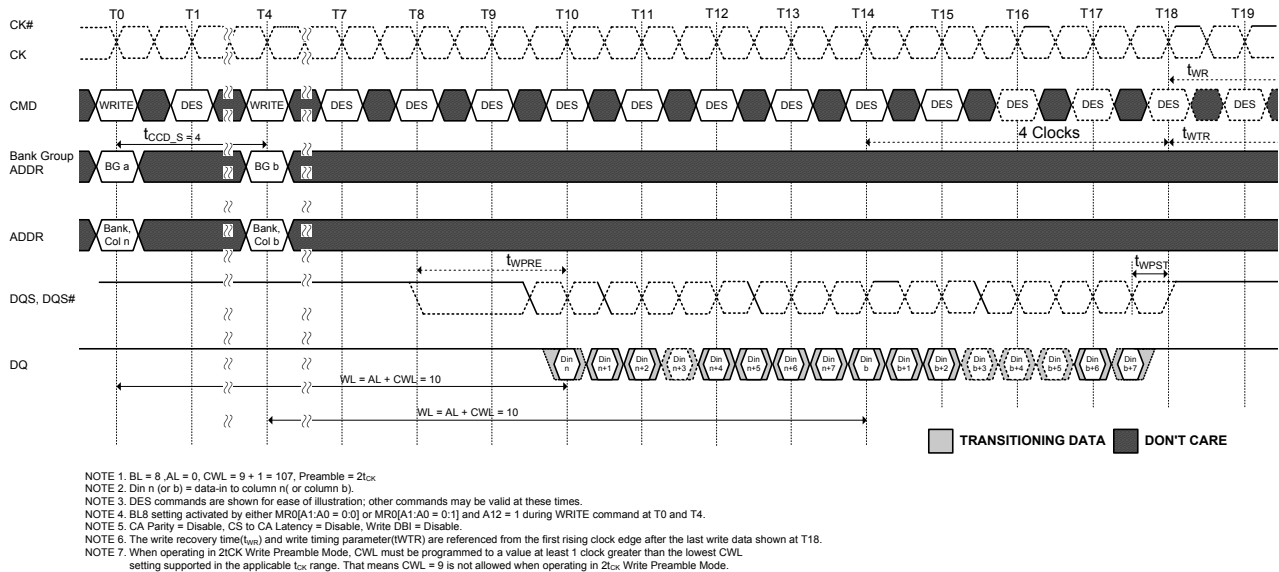 T0 T1 T4 T7 T8 T9 T10 T11 T12 T13 T14 T15 T16 T17 T18 T19
CK#
CK
tWR
CMD WRITE DES WRITE DES DES DES DES DES DES DES DES DES DES DES DES DES
tCCD_S = 4 4 Clocks tWTR
Bank Group
ADDR
BG a BG b
ADDR
Bank, Col n Bank, Col b
tWPRE tWPST
DQS, DQS#
DQ
Din n Din n+1 Din n+2 Din n+3 Din n+4 Din n+5 Din n+6 Din n+7 Din b Din b+1 Din b+2 Din b+3 Din b+4 Din b+5 Din b+6 Din b+7
WL = AL + CWL = 10
WL = AL + CWL = 10
TRANSITIONING DATA DON'T CARE
NOTE 1. BL = 8 ,AL = 0, CWL = 9 + 1 = 107, Preamble = 2tCK
NOTE 2. Din n (or b) = data-in to column n( or column b).
NOTE 3. DES commands are shown for ease of illustration; other commands may be valid at these times.
NOTE 4. BL8 setting activated by either MR0[A1:A0 = 0:0] or MR0[A1:A0 = 0:1] and A12 = 1 during WRITE command at T0 and T4.
NOTE 5. CA Parity = Disable, CS to CA Latency = Disable, Write DBI = Disable.
NOTE 6. The write recovery time(tWR) and write timing parameter(tWTR) are referenced from the first rising clock edge after the last write data shown at T18.
NOTE 7. When operating in 2tCK Write Preamble Mode, CWL must be programmed to a value at least 1 clock greater than the lowest CWL
setting supported in the applicable tCK range. That means CWL = 9 is not allowed when operating in 2tCK Write Preamble Mode.